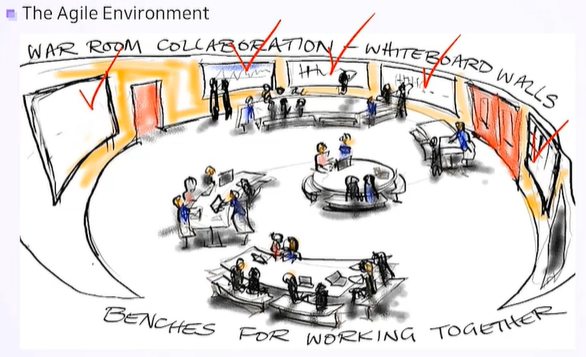 The Agile Environment
WAR ROOM COLLABORATION - WHITEBOARD WALLS
BENCHES FOR WORKING TOGETHER